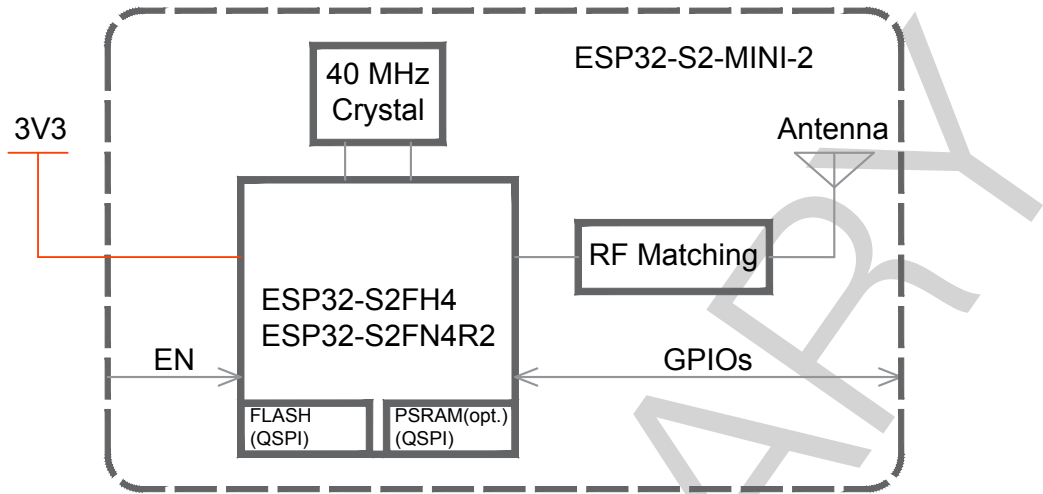 ESP32-S2-MINI-2
40 MHz
Crystal
3V3
Antenna
RF Matching
ESP32-S2FH4
ESP32-S2FN4R2
EN
GPIOs
FLASH
(QSPI)
PSRAM(opt.)
(QSPI)
ARY